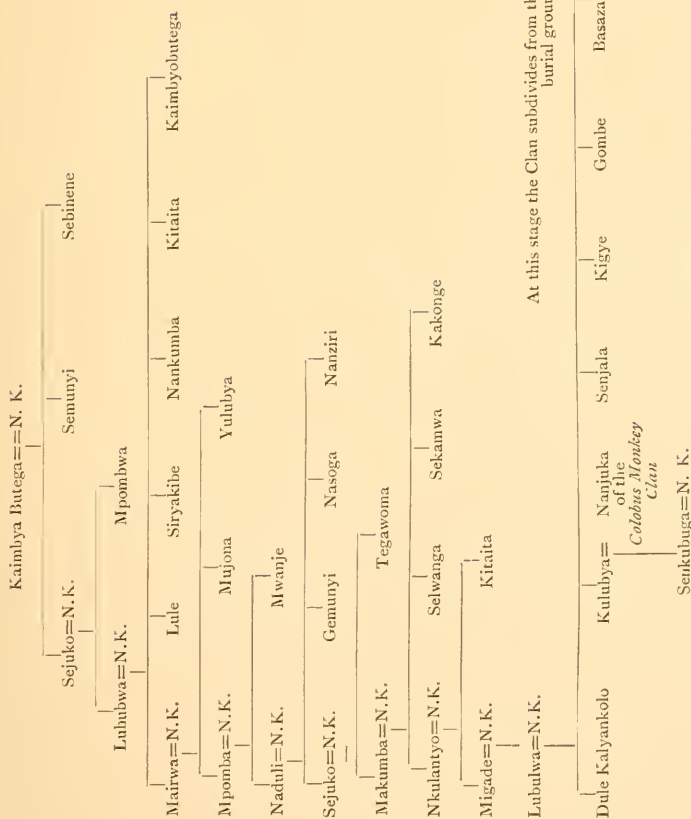 Kaimbya Butega==N. K.
Sejuko=N.K. Semunyi Sebinene
Lububwa=N.K. Mpombwa
Mairwa=N.K. Lule Siryakibe Nankumba Kitaita Kaimbyobutega
Mpomba=N.K. Mujona Yulubya
Naduli=N.K. Mwanje
Sejuko=N.K. Gemunyi Nasoga Nanziri
Makumba=N.K. Tegawoma
Nkulantyo=N.K. Selwanga Sekamwa Kakonge
Migade=N.K. Kitaita
Lubulwa=N.K.
At this stage the Clan subdivides from
burial
Dule Kalyankolo Kulubya= Nanjuka Senjala Kigye Gombe Basaza
of the
Colobus Monkey
Clan
Senkubuga=N. K.